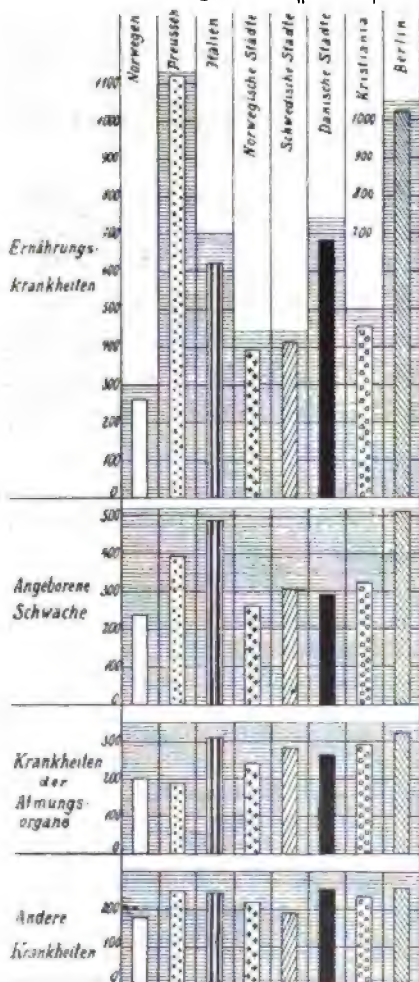 Norwegen
Preussen
Italien
Norwegische Städte
Schwedische Städte
Dänische Städte
Kristiania
Berlin
1100
1000
900
800
700
600
500
400
300
200
100
0
1000
900
800
700
Ernährungs-
krankheiten
500
400
300
200
100
0
Angeborene
Schwäche
300
200
100
0
Krankheiten
der
Atmungs-
organe
200
100
0
Andere
Krankheiten